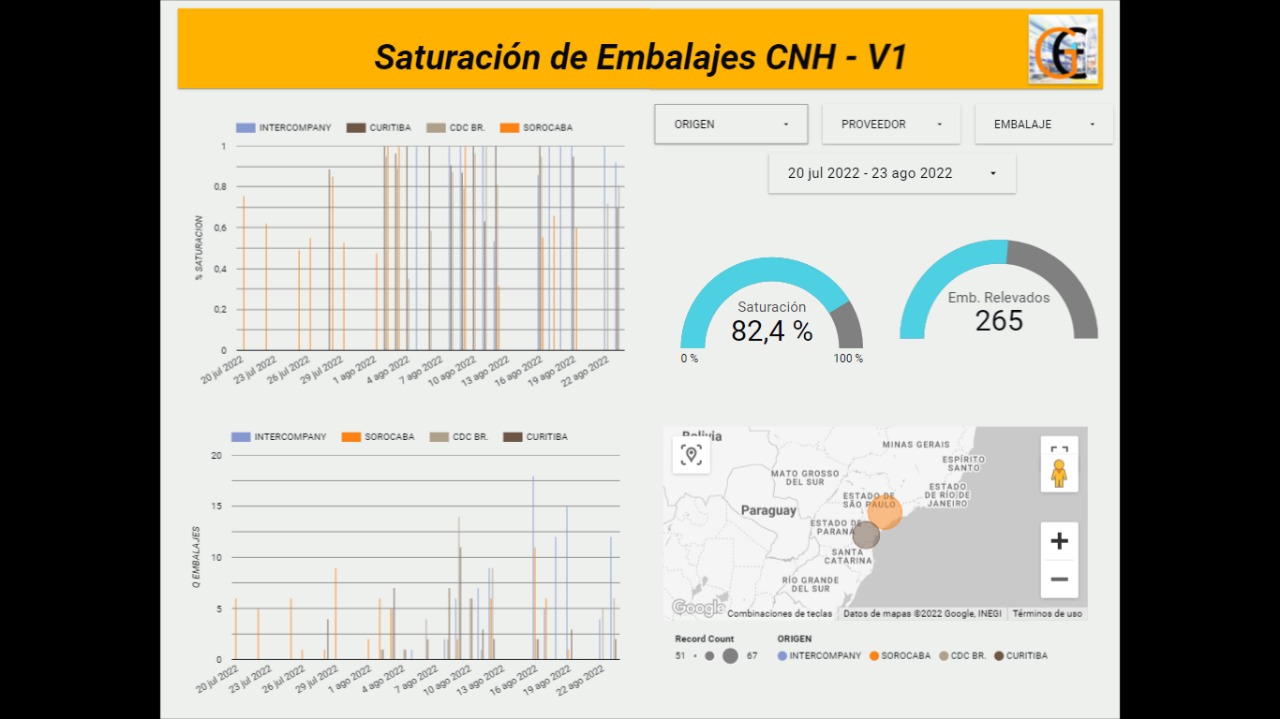 Saturación de Embalajes CNH - V1
INTERCOMPANY CURITIBA CDC BR. SOROCABA
ORIGEN
PROVEEDOR
EMBALAJE
20 jul 2022 - 23 ago 2022
% SATURACION
1
0,8
0,6
0,4
0,2
0
20 jul 2022
23 jul 2022
26 jul 2022
29 jul 2022
1 ago 2022
4 ago 2022
7 ago 2022
10 ago 2022
13 ago 2022
16 ago 2022
19 ago 2022
22 ago 2022
Saturación
82,4 %
0 %
100 %
Emb. Relevados
265
INTERCOMPANY SOROCABA CDC BR. CURITIBA
Q EMBALAJES
20
15
10
5
0
20 jul 2022
23 jul 2022
26 jul 2022
29 jul 2022
1 ago 2022
4 ago 2022
7 ago 2022
10 ago 2022
13 ago 2022
16 ago 2022
19 ago 2022
22 ago 2022
Bolivia
MINAS GERAIS
ESPÍRITO
SANTO
MATO GROSSO
DEL SUR
ESTADO
DE RÍO DE
JANEIRO
ESTADO DE
SÃO PAULO
Paraguay
ESTADO DE
PARANÁ
SANTA
CATARINA
RÍO GRANDE
DEL SUR
Google
Combinaciones de teclas
Datos de mapas ©2022 Google, INEGI
Términos de uso
Record Count
51
67
ORIGEN
INTERCOMPANY SOROCABA CDC BR. CURITIBA